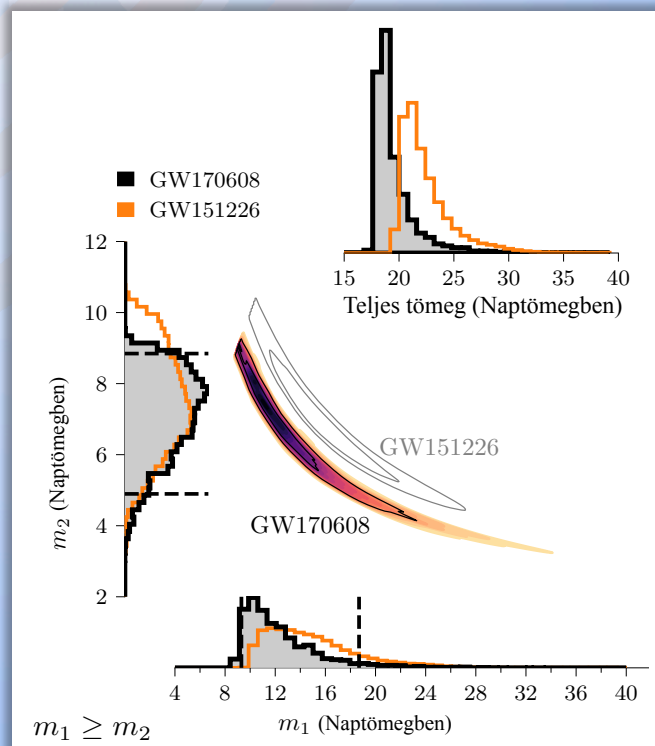 GW170608
GW151226
15 20 25 30 35 40
Teljes tömeg (Naptömegben)
12
10
8
6
4
2
m₂ (Naptömegben)
GW151226
GW170608
4 8 12 16 20 24 28 32 36 40
m₁ (Naptömegben)
m₁ ≥ m₂